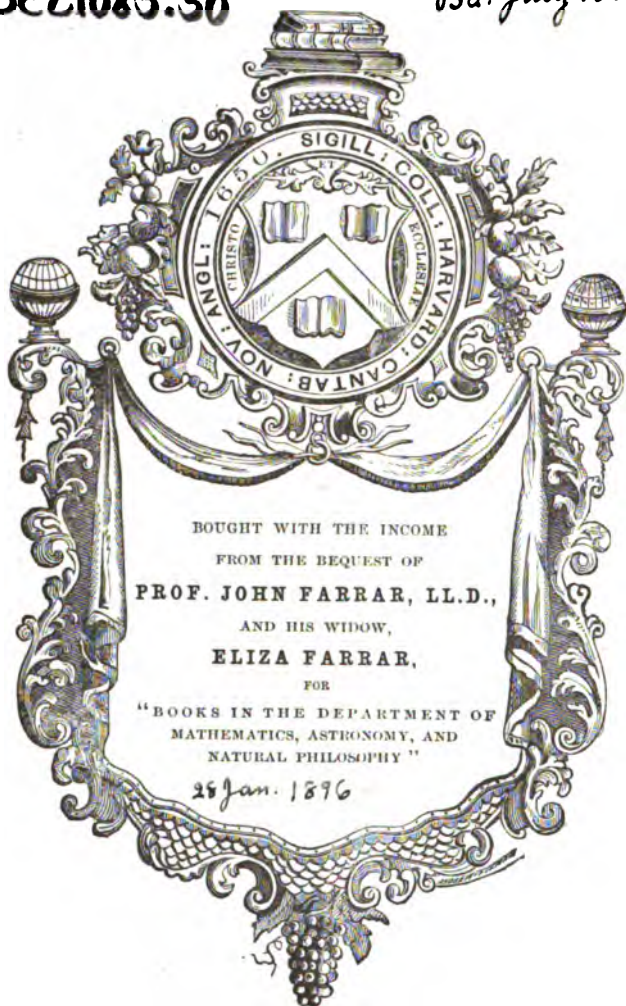 SIGILL: COLL: HARVARD: CANTAB: NOV: ANGL: 1650.
ET
CHRISTO
ECCLESIAE
BOUGHT WITH THE INCOME
FROM THE BEQUEST OF
PROF. JOHN FARRAR, LL.D.,
AND HIS WIDOW,
ELIZA FARRAR,
FOR
"BOOKS IN THE DEPARTMENT OF
MATHEMATICS, ASTRONOMY, AND
NATURAL PHILOSOPHY"
28 Jan. 1896